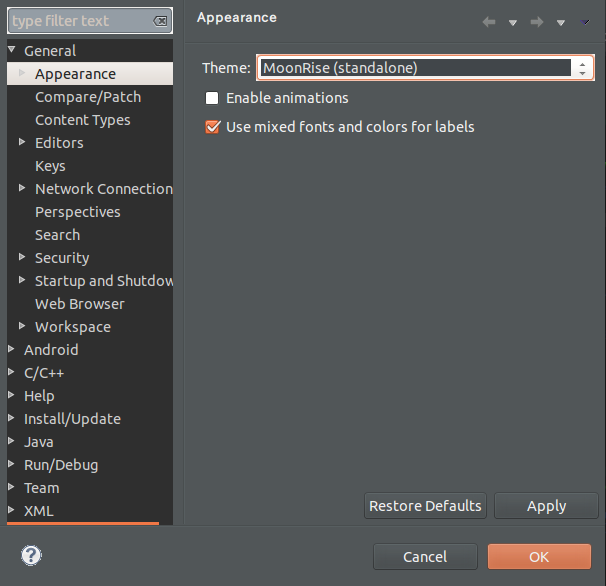 type filter text
General
Appearance
Compare/Patch
Content Types
Editors
Keys
Network Connection
Perspectives
Search
Security
Startup and Shutdow
Web Browser
Workspace
Android
C/C++
Help
Install/Update
Java
Run/Debug
Team
XML
Appearance
Theme: MoonRise (standalone)
Enable animations
Use mixed fonts and colors for labels
Restore Defaults Apply
? Cancel OK